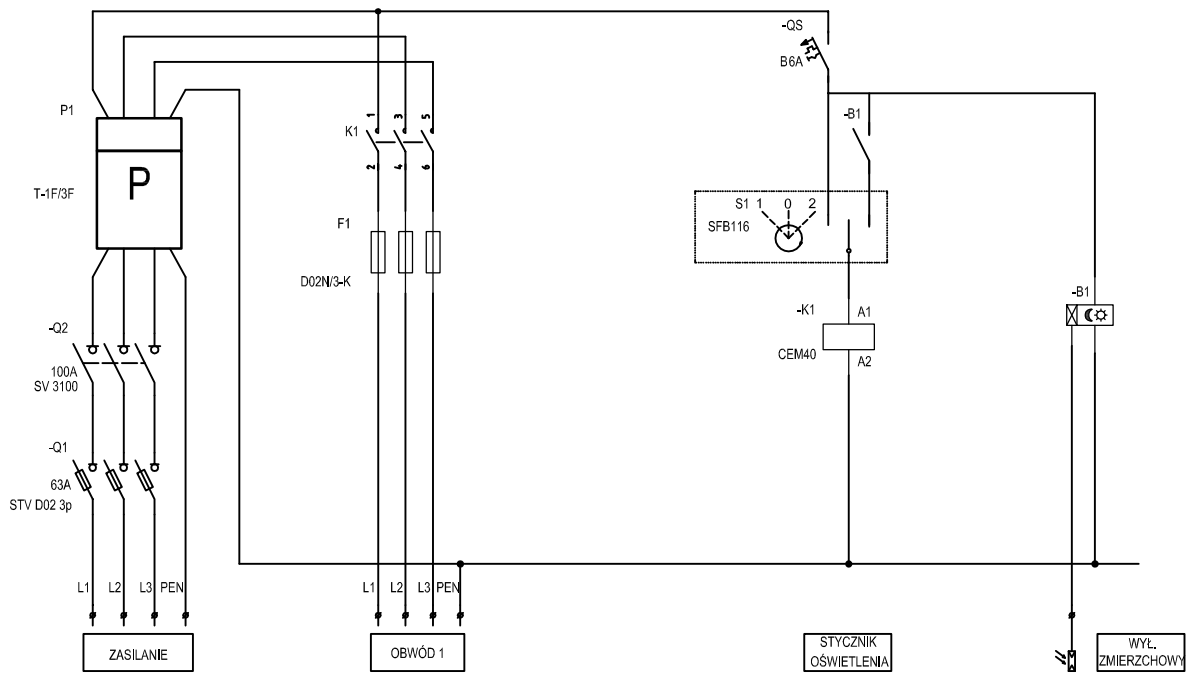 -QS
B6A
P1
P
T-1F/3F
1
3
5
K1
2
4
6
-B1
S1 1 0 2
SFB116
F1
D02N/3-K
-B1
-K1
A1
CEM40
A2
-Q2
100A
SV 3100
-Q1
63A
STV D02 3p
L1 L2 L3 PEN
L1 L2 L3 PEN
ZASILANIE
OBWÓD 1
STYCZNIK
OŚWIETLENIA
WYŁ.
ZMIERZCHOWY